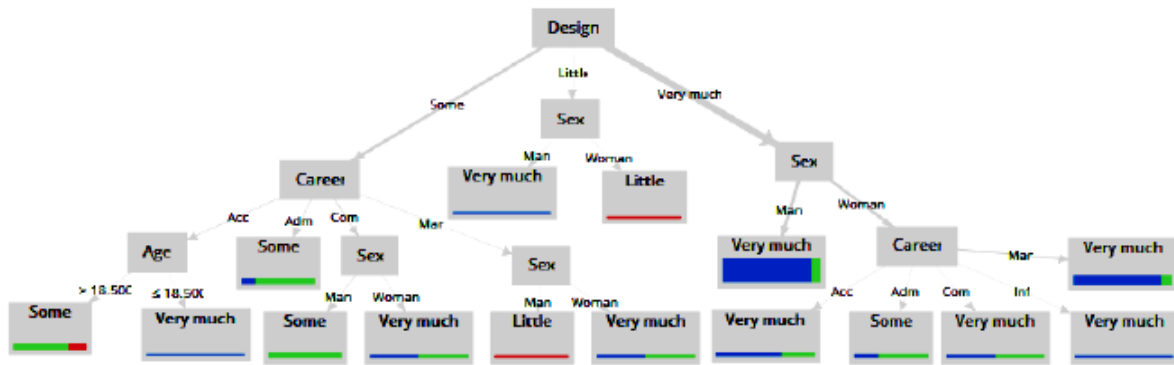 Design
Little
Some
Very much
Sex
Man
Woman
Sex
Career
Very much
Little
Man
Woman
Acc
Adm
Com
Mar
Age
Some
Sex
Sex
Very much
Career
Mar
Very much
> 18.500
≤ 18.500
Man
Woman
Man
Woman
Acc
Adm
Com
Inf
Some
Very much
Some
Very much
Little
Very much
Very much
Some
Very much
Very much